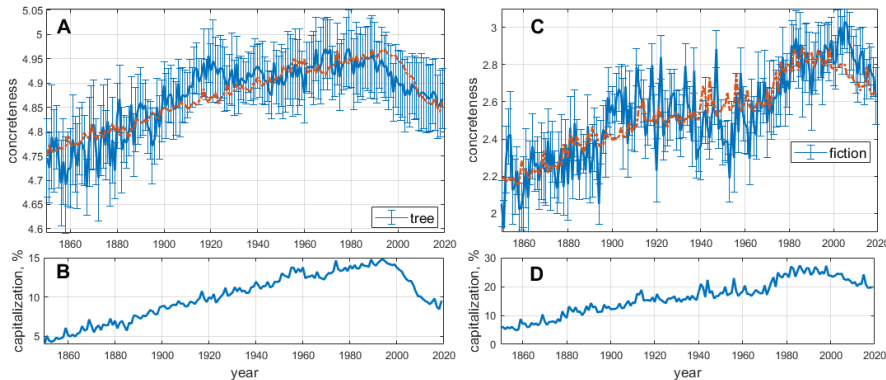 A
concreteness
5.05
5
4.95
4.9
4.85
4.8
4.75
4.7
4.65
4.6
tree
1860 1880 1900 1920 1940 1960 1980 2000 2020
B
capitalization, %
15
10
5
1860 1880 1900 1920 1940 1960 1980 2000 2020
year
C
concreteness
3
2.8
2.6
2.4
2.2
2
fiction
1860 1880 1900 1920 1940 1960 1980 2000 2020
D
capitalization, %
30
20
10
0
1860 1880 1900 1920 1940 1960 1980 2000 2020
year